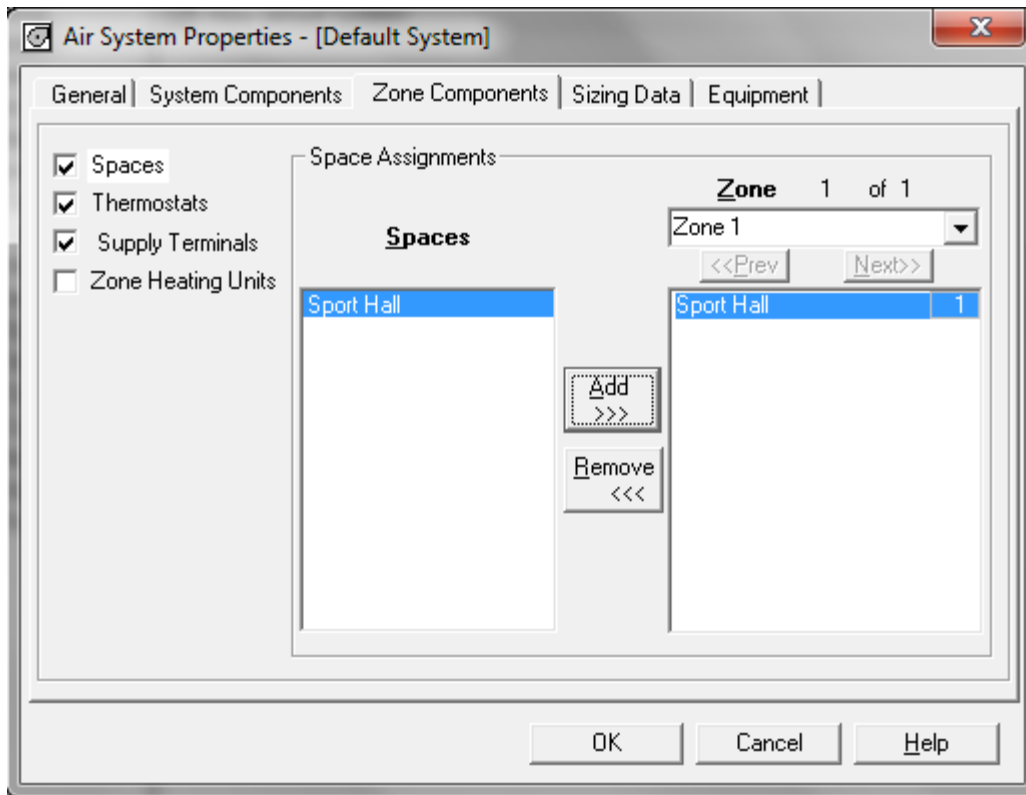 Air System Properties - [Default System]
General System Components Zone Components Sizing Data Equipment
Spaces
Thermostats
Supply Terminals
Zone Heating Units
Space Assignments
Spaces
Zone 1 of 1
Zone 1
<<Prev Next>>
Sport Hall
Add
>>>
Remove
<<<
Sport Hall 1
OK Cancel Help